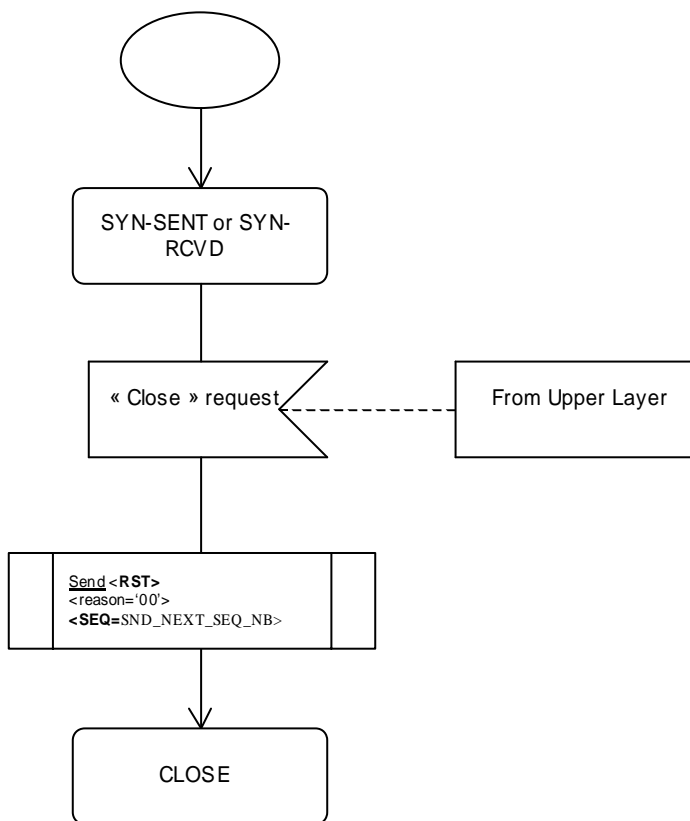 SYN-SENT or SYN-
RCVD
« Close » request
From Upper Layer
Send <RST>
<reason=‘00’>
<SEQ=SND_NEXT_SEQ_NB>
CLOSE